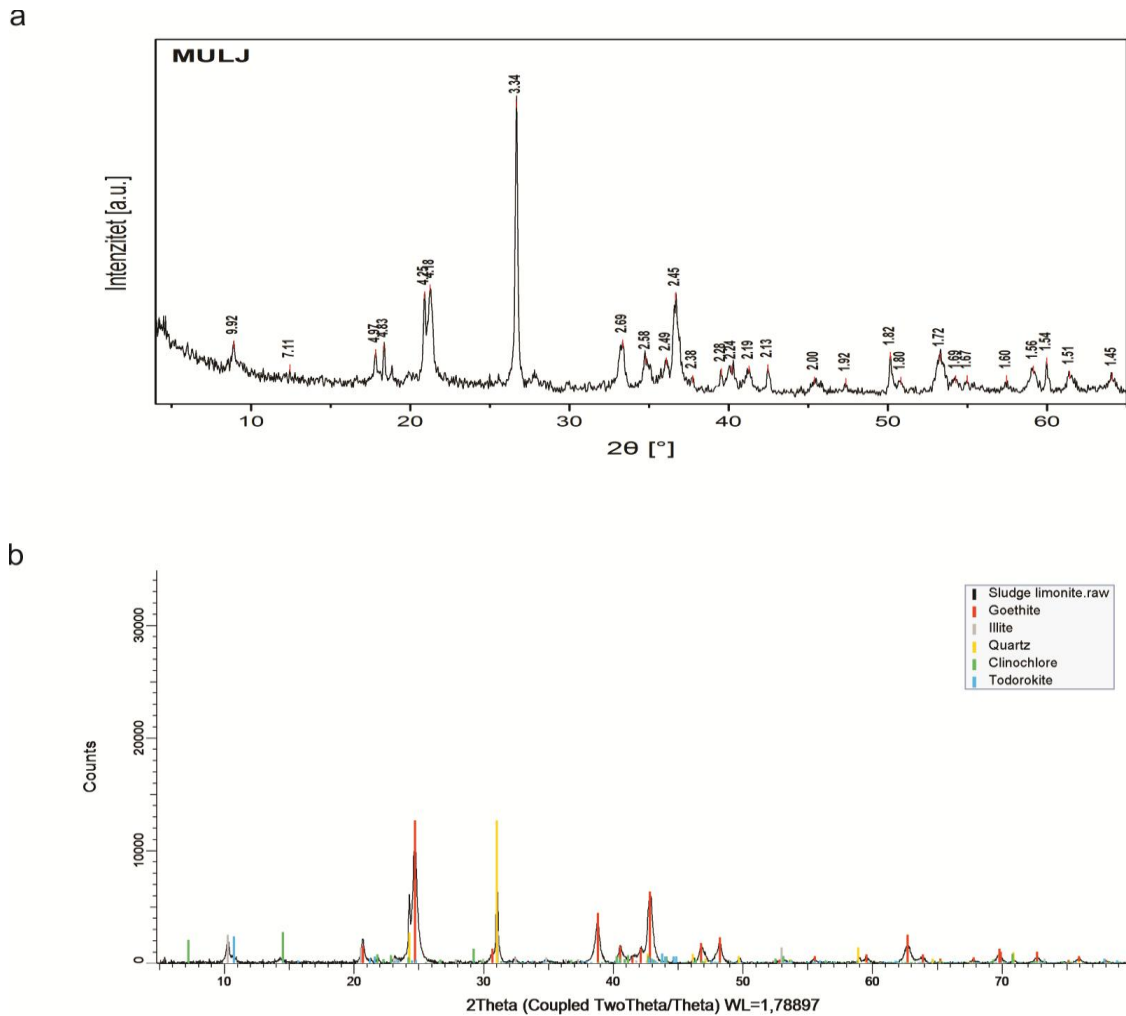 a
MULJ
Intenzitet [a.u.]
9.92
7.11
4.97
4.83
4.25
4.18
3.34
2.69
2.58
2.49
2.45
2.38
2.28
2.24
2.19
2.13
2.00
1.92
1.82
1.80
1.72
1.69
1.67
1.60
1.56
1.54
1.51
1.45
10 20 30 40 50 60
2Θ [°]
b
Sludge limonite.raw
Goethite
Illite
Quartz
Clinochlore
Todorokite
Counts
30000
20000
10000
0
20 30 40 50 60 70
10
2Theta (Coupled TwoTheta/Theta) WL=1,78897